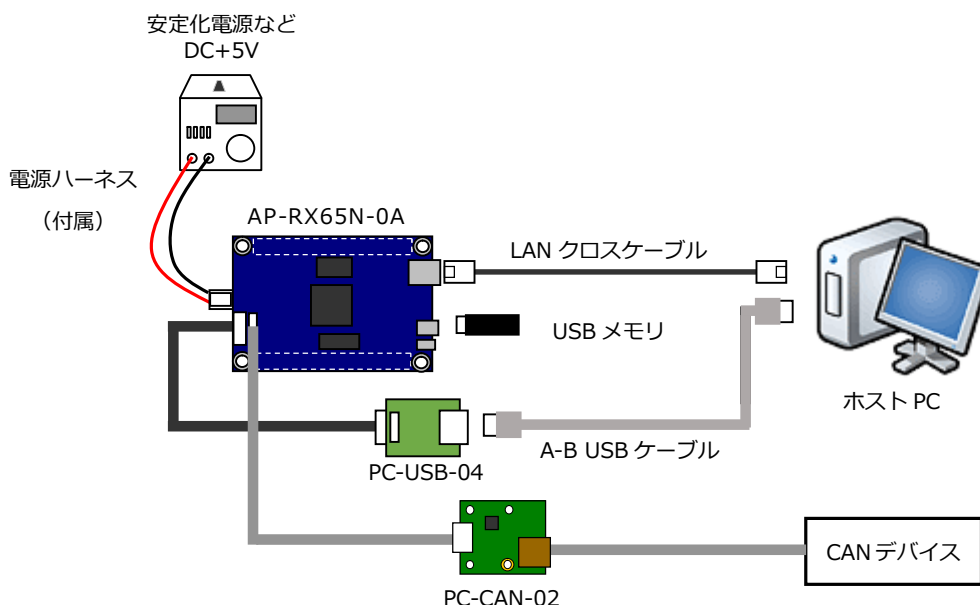 安定化電源など
DC+5V
電源ハーネス
（付属）
AP-RX65N-0A
LAN クロスケーブル
USB メモリ
ホスト PC
A-B USB ケーブル
PC-USB-04
CAN デバイス
PC-CAN-02